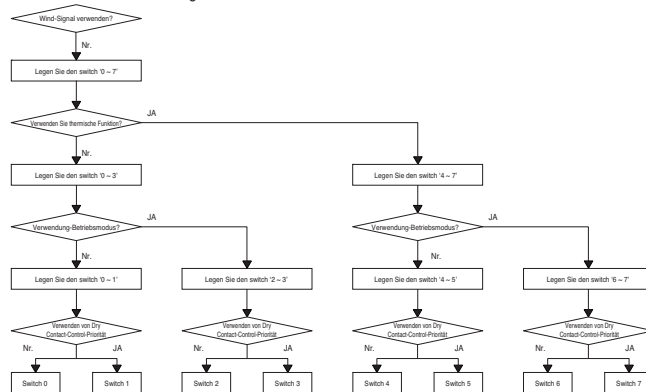 Wind-Signal verwenden?
Nr.
Legen Sie den switch '0 ~ 7'
JA
Verwenden Sie thermische Funktion?
Nr.
Legen Sie den switch '0 ~ 3'
Legen Sie den switch '4 ~ 7'
JA
JA
Verwendung-Betriebsmodus?
Verwendung-Betriebsmodus?
Nr.
Nr.
Legen Sie den switch '0 ~ 1'
Legen Sie den switch '2 ~ 3'
Legen Sie den switch '4 ~ 5'
Legen Sie den switch '6 ~ 7'
Verwenden von Dry
Contact-Control-Priorität
Verwenden von Dry
Contact-Control-Priorität
Verwenden von Dry
Contact-Control-Priorität
Verwenden von Dry
Contact-Control-Priorität
Nr.
JA
Nr.
JA
Nr.
JA
Nr.
JA
Switch 0
Switch 1
Switch 2
Switch 3
Switch 4
Switch 5
Switch 6
Switch 7